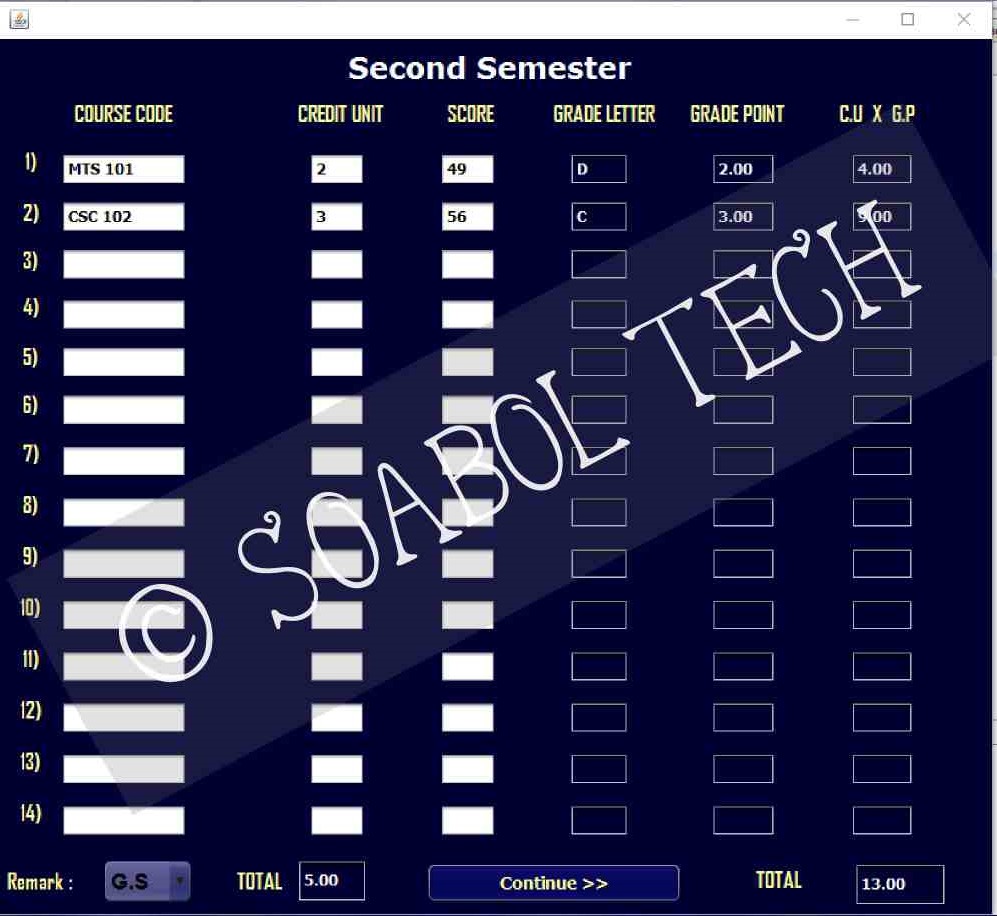 Second Semester
COURSE CODE CREDIT UNIT SCORE GRADE LETTER GRADE POINT C.U X G.P
1) MTS 101 2 49 D 2.00 4.00
2) CSC 102 3 56 C 3.00 9.00
3)
4)
5)
6)
7)
8)
9)
10)
11)
12)
13)
14)
© SOABOL TECH
Remark : G.S TOTAL 5.00 Continue >> TOTAL 13.00